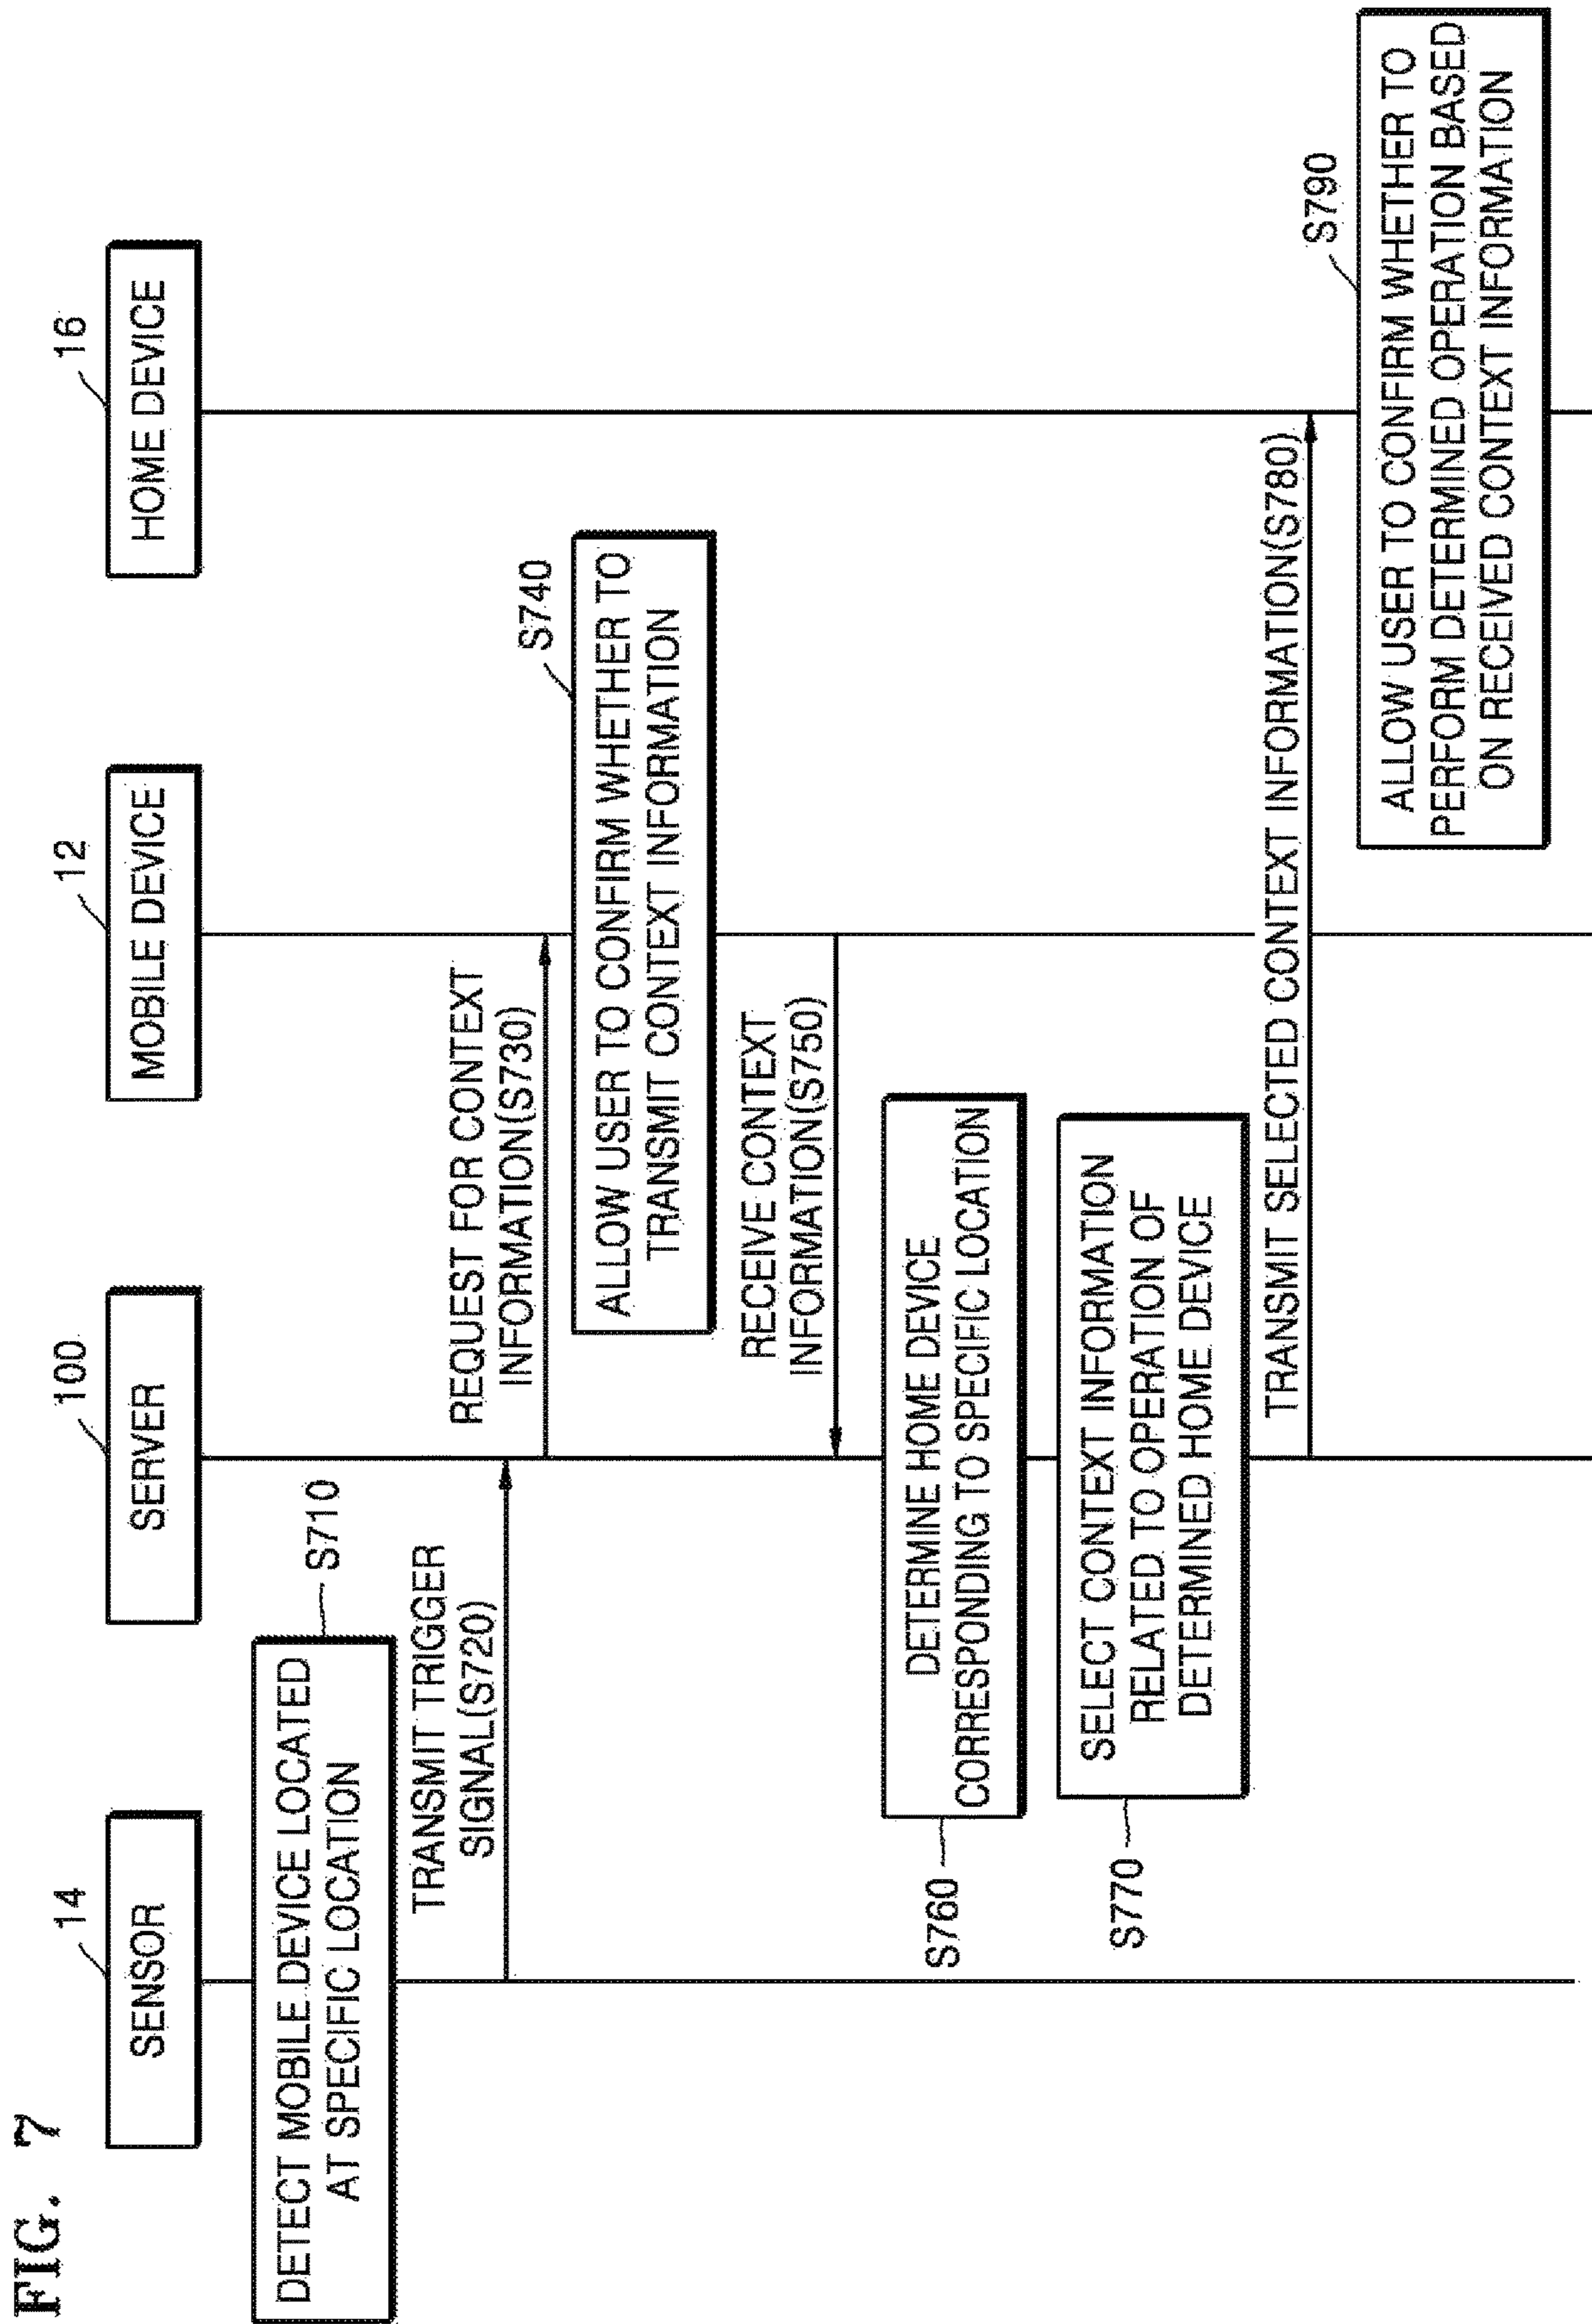 FIG. 7
14
SENSOR
100
SERVER
12
MOBILE DEVICE
16
HOME DEVICE
DETECT MOBILE DEVICE LOCATED
AT SPECIFIC LOCATION
S710
TRANSMIT TRIGGER
SIGNAL(S720)
REQUEST FOR CONTEXT
INFORMATION(S730)
S740
ALLOW USER TO CONFIRM WHETHER TO
TRANSMIT CONTEXT INFORMATION
RECEIVE CONTEXT
INFORMATION(S750)
S760
DETERMINE HOME DEVICE
CORRESPONDING TO SPECIFIC LOCATION
S770
SELECT CONTEXT INFORMATION
RELATED TO OPERATION OF
DETERMINED HOME DEVICE
TRANSMIT SELECTED CONTEXT INFORMATION(S780)
S790
ALLOW USER TO CONFIRM WHETHER TO
PERFORM DETERMINED OPERATION BASED
ON RECEIVED CONTEXT INFORMATION